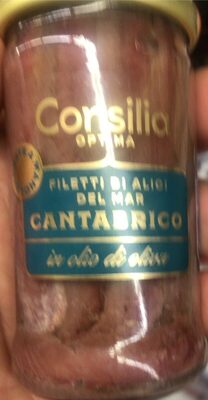 Consilia
OPTIMA
FILETTI DI ALICI
DEL MAR
CANTABRICO
in olio di oliva